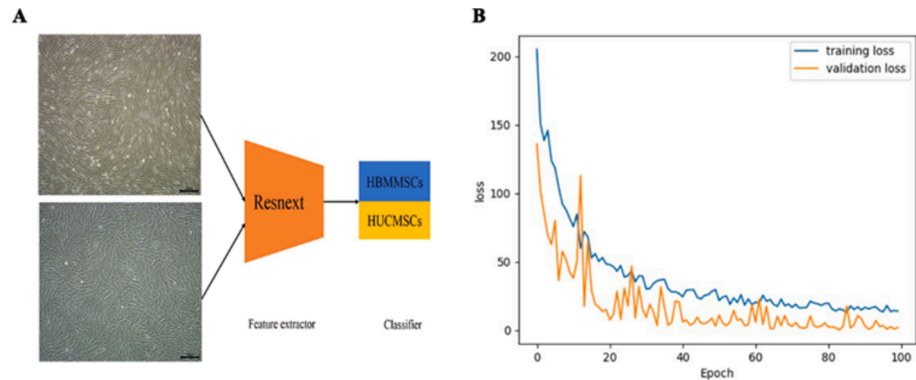 A
Resnext
HBMMSCs
HUCMSCs
Feature extractor
Classifier
B
training loss
validation loss
200
150
100
50
0
loss
0
20
40
60
80
100
Epoch